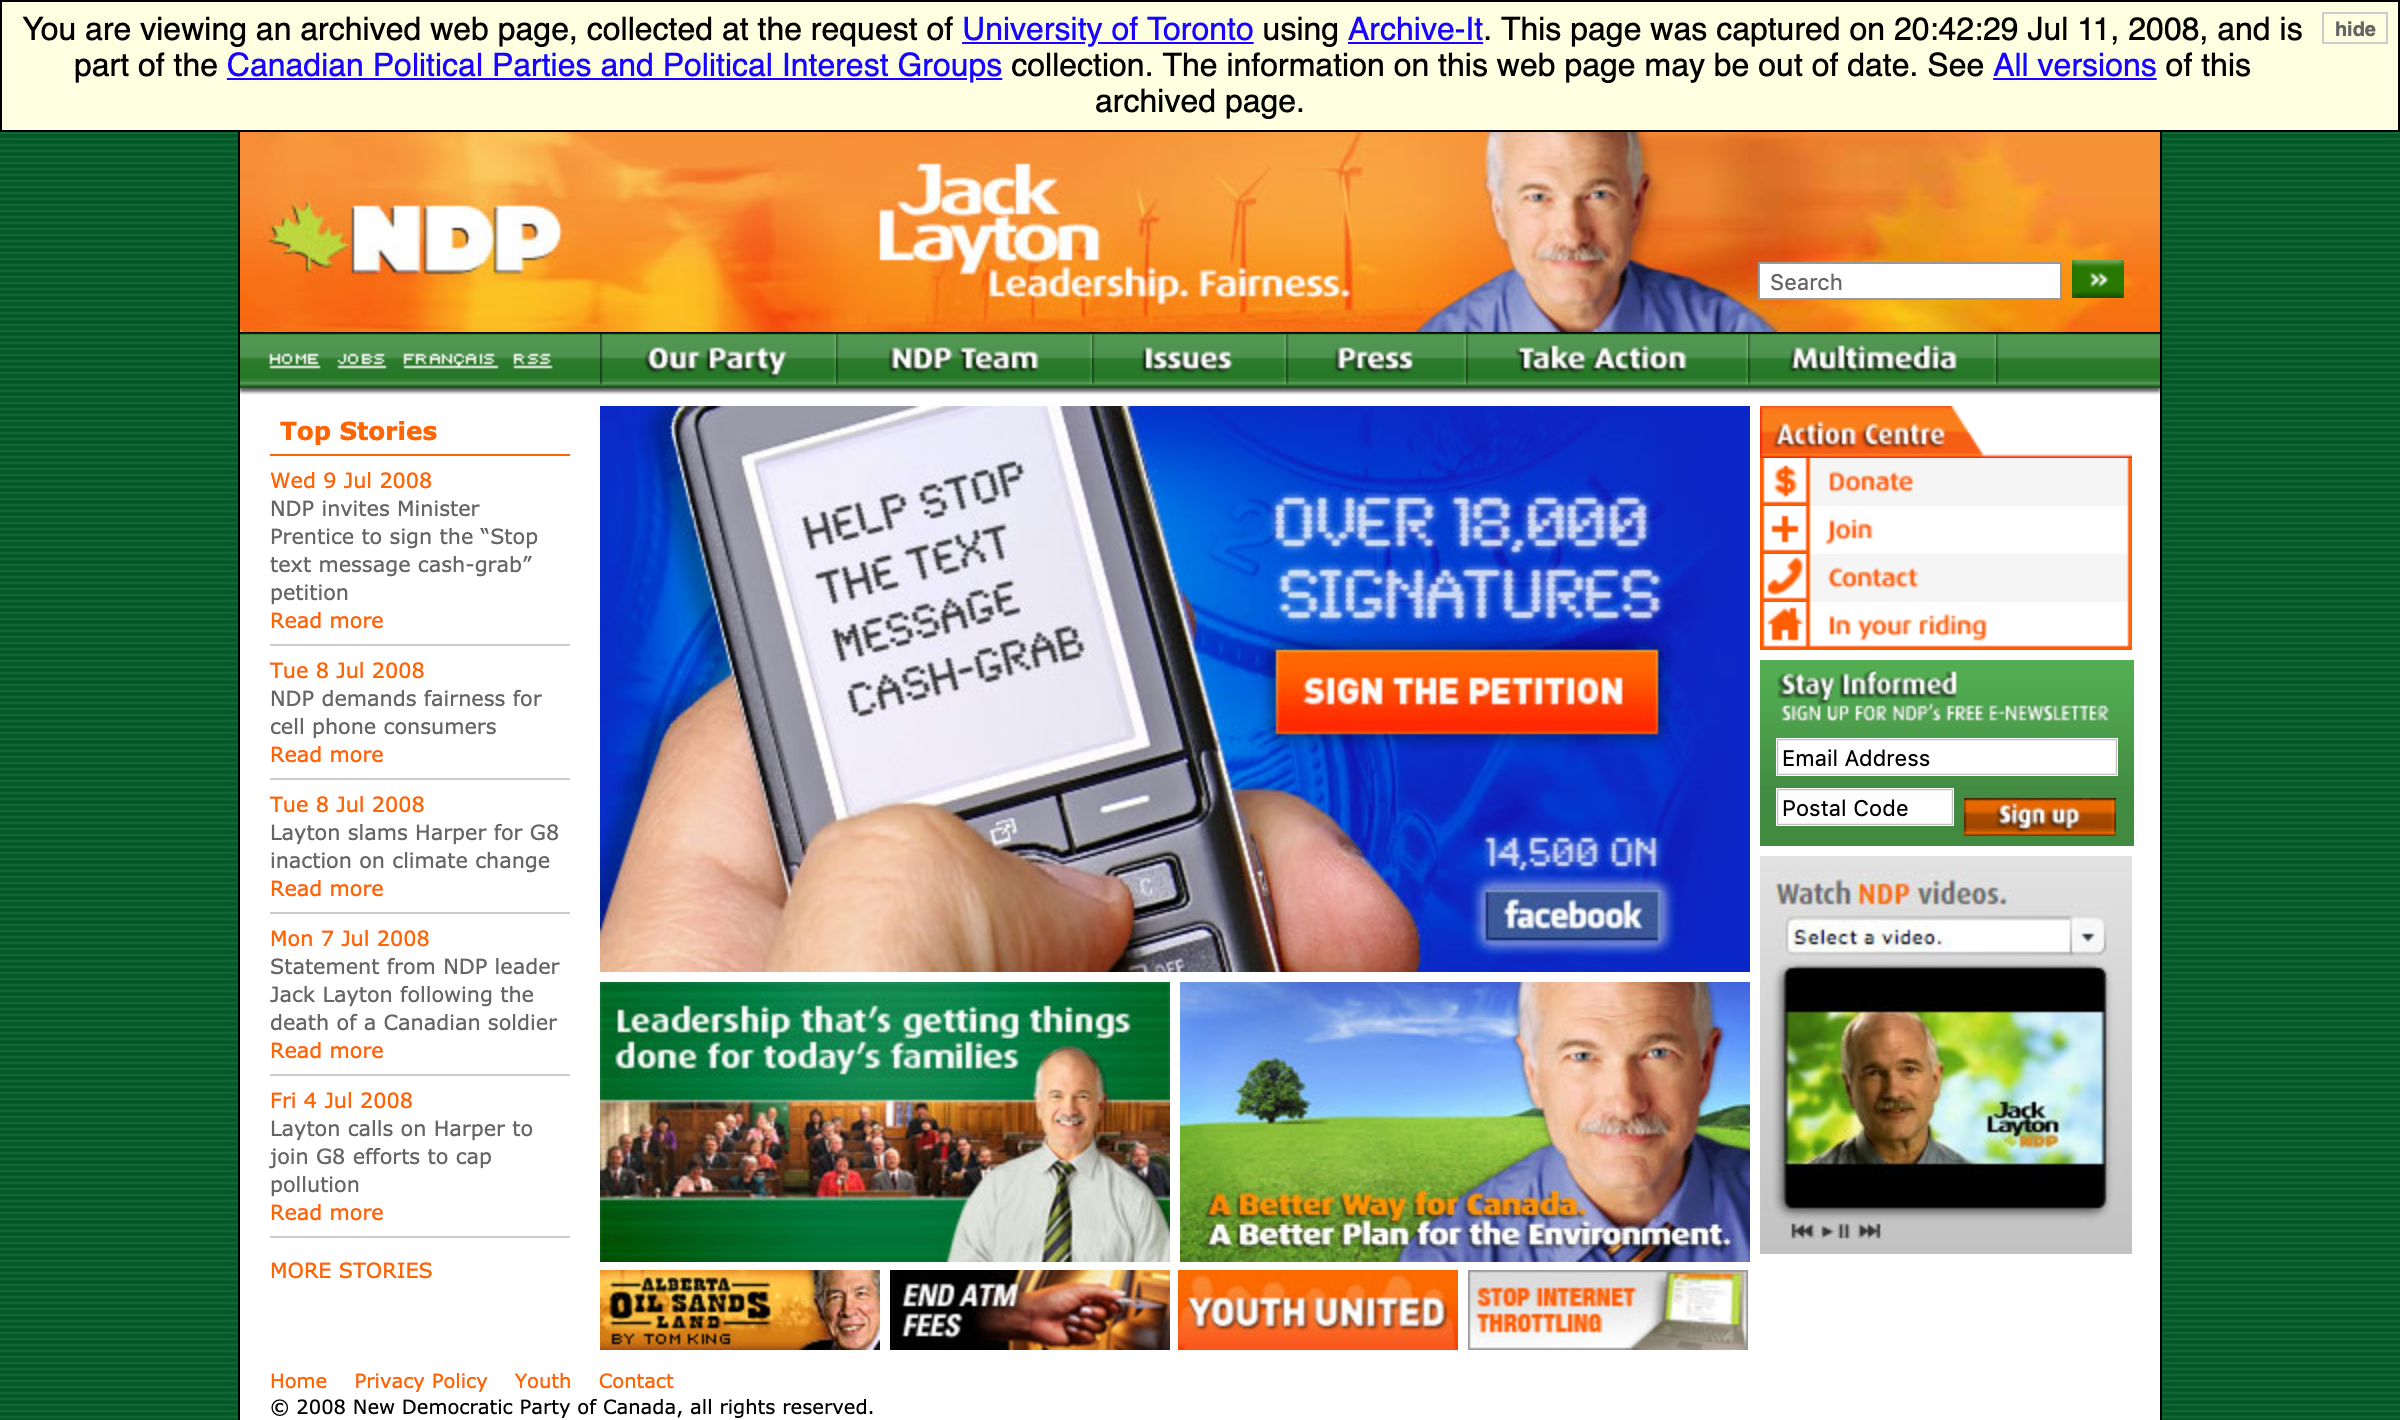 You are viewing an archived web page, collected at the request of University of Toronto using Archive-It. This page was captured on 20:42:29 Jul 11, 2008, and is
part of the Canadian Political Parties and Political Interest Groups collection. The information on this web page may be out of date. See All versions of this
archived page.
hide
NDP
Jack
Layton
Leadership. Fairness.
Search
»
HOME JOBS FRANÇAIS RSS
Our Party
NDP Team
Issues
Press
Take Action
Multimedia
Top Stories
Wed 9 Jul 2008
NDP invites Minister
Prentice to sign the “Stop
text message cash-grab”
petition
Read more
Tue 8 Jul 2008
NDP demands fairness for
cell phone consumers
Read more
Tue 8 Jul 2008
Layton slams Harper for G8
inaction on climate change
Read more
Mon 7 Jul 2008
Statement from NDP leader
Jack Layton following the
death of a Canadian soldier
Read more
Fri 4 Jul 2008
Layton calls on Harper to
join G8 efforts to cap
pollution
Read more
MORE STORIES
HELP STOP
THE TEXT
MESSAGE
CASH-GRAB
C
OFF
2
OVER 18,000
SIGNATURES
SIGN THE PETITION
14,500 ON
facebook
Leadership that's getting things
done for today's families
A Better Way for Canada.
A Better Plan for the Environment.
ALBERTA
OIL SANDS
LAND
BY TOM KING
END ATM
FEES
YOUTH UNITED
STOP INTERNET
THROTTLING
Action Centre
$ Donate
Join
Contact
In your riding
Stay Informed
SIGN UP FOR NDP's FREE E-NEWSLETTER
Email Address
Postal Code
Sign up
Watch NDP videos.
Select a video.
Jack
Layton
NDP
Home Privacy Policy Youth Contact
© 2008 New Democratic Party of Canada, all rights reserved.